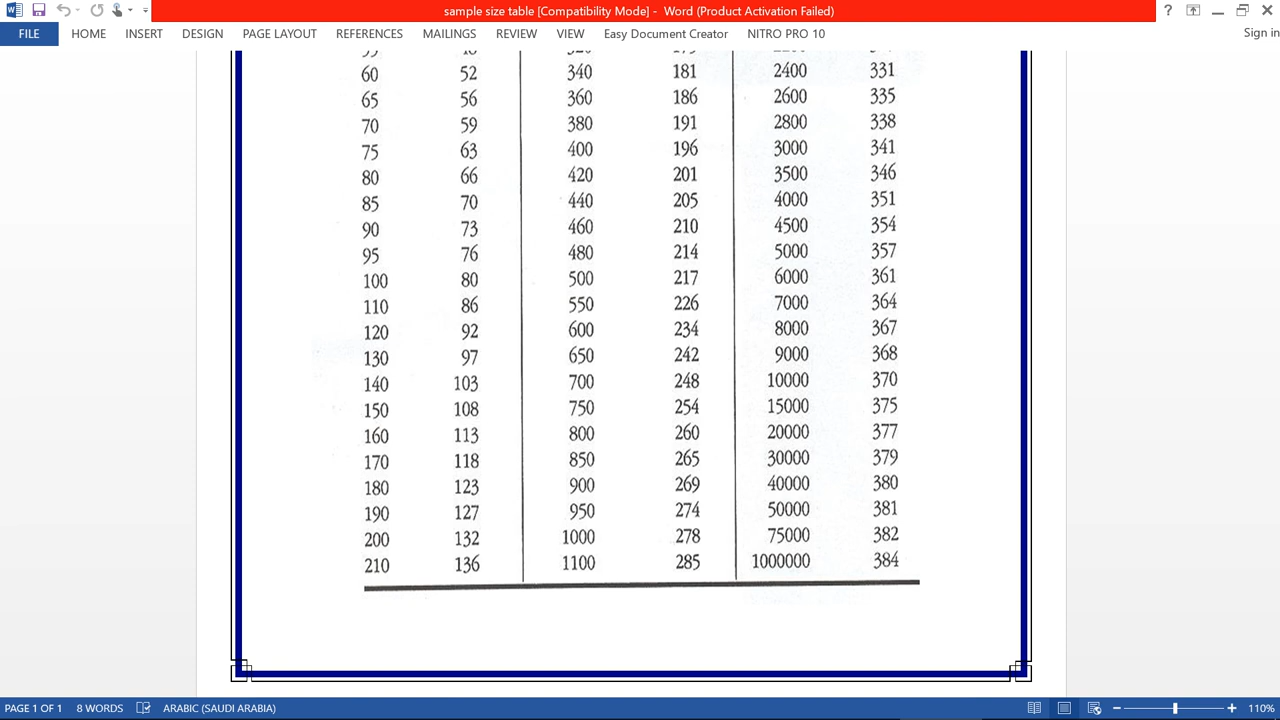 sample size table [Compatibility Mode] - Word (Product Activation Failed)
FILE HOME INSERT DESIGN PAGE LAYOUT REFERENCES MAILINGS REVIEW VIEW Easy Document Creator NITRO PRO 10 Sign in
60 52 340 181 2400 331
65 56 360 186 2600 335
70 59 380 191 2800 338
75 63 400 196 3000 341
80 66 420 201 3500 346
85 70 440 205 4000 351
90 73 460 210 4500 354
95 76 480 214 5000 357
100 80 500 217 6000 361
110 86 550 226 7000 364
120 92 600 234 8000 367
130 97 650 242 9000 368
140 103 700 248 10000 370
150 108 750 254 15000 375
160 113 800 260 20000 377
170 118 850 265 30000 379
180 123 900 269 40000 380
190 127 950 274 50000 381
200 132 1000 278 75000 382
210 136 1100 285 1000000 384
PAGE 1 OF 1 8 WORDS ARABIC (SAUDI ARABIA) 110%